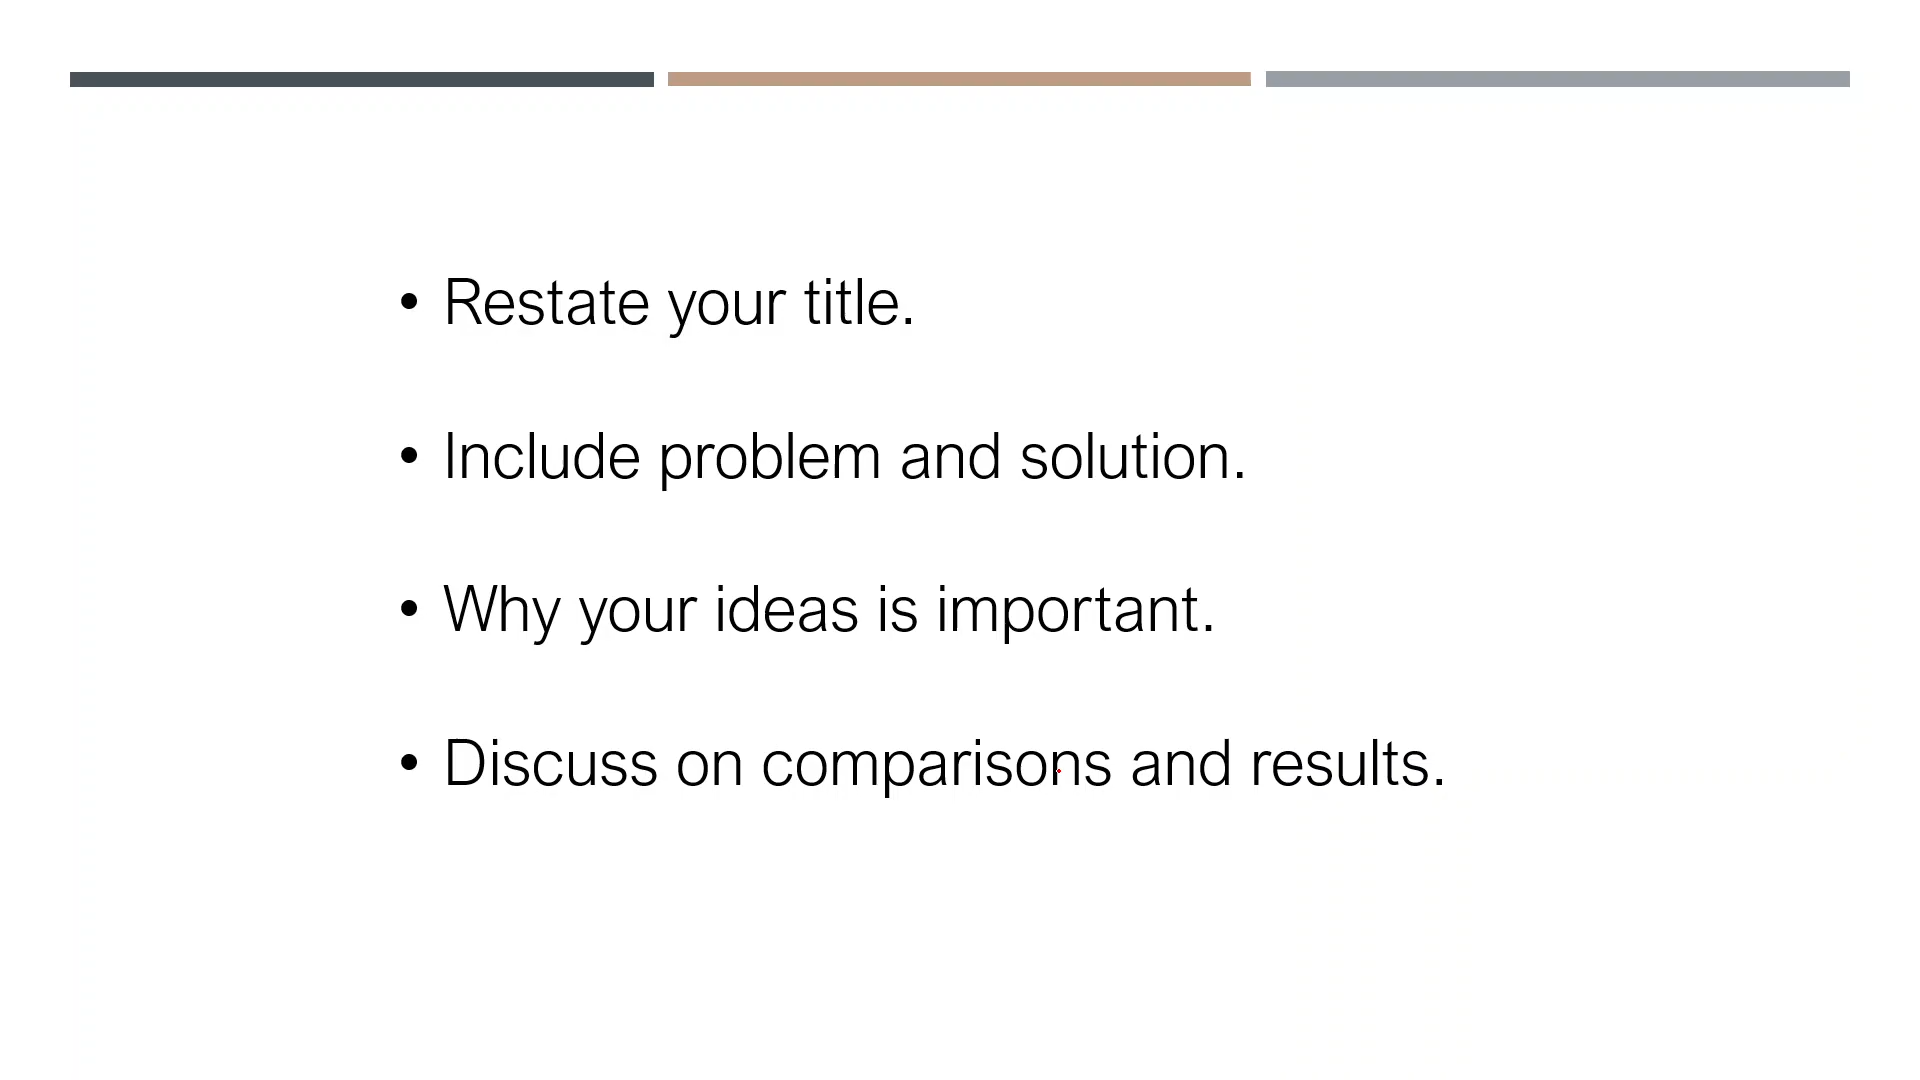 • Restate your title.
• Include problem and solution.
• Why your ideas is important.
• Discuss on comparisons and results.